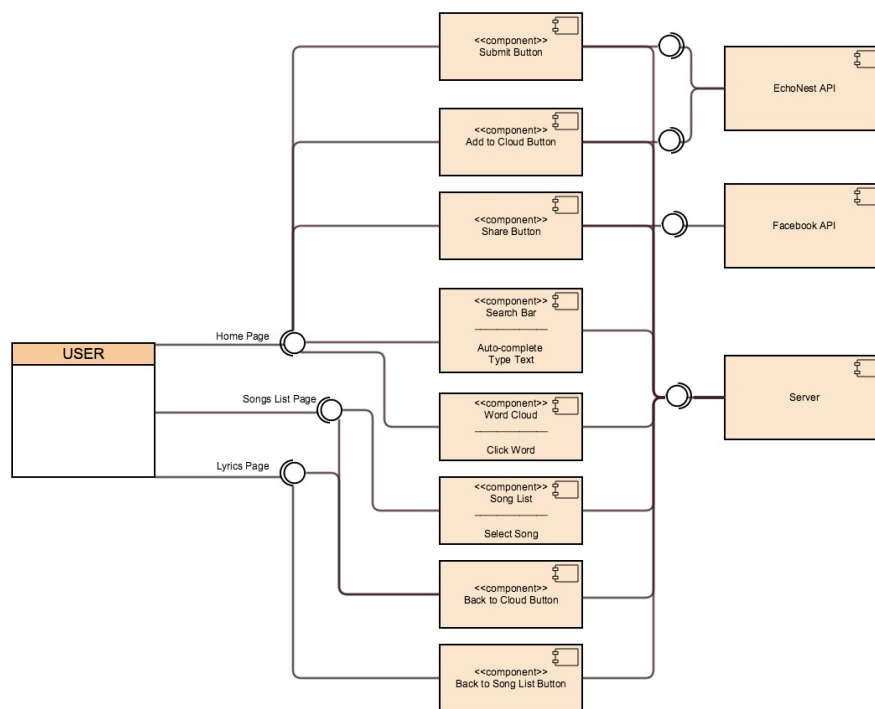 <<component>>
Submit Button
EchoNest API
<<component>>
Add to Cloud Button
<<component>>
Share Button
Facebook API
<<component>>
Search Bar
Auto-complete
Type Text
Home Page
USER
Server
Songs List Page
<<component>>
Word Cloud
Click Word
Lyrics Page
<<component>>
Song List
Select Song
<<component>>
Back to Cloud Button
<<component>>
Back to Song List Button